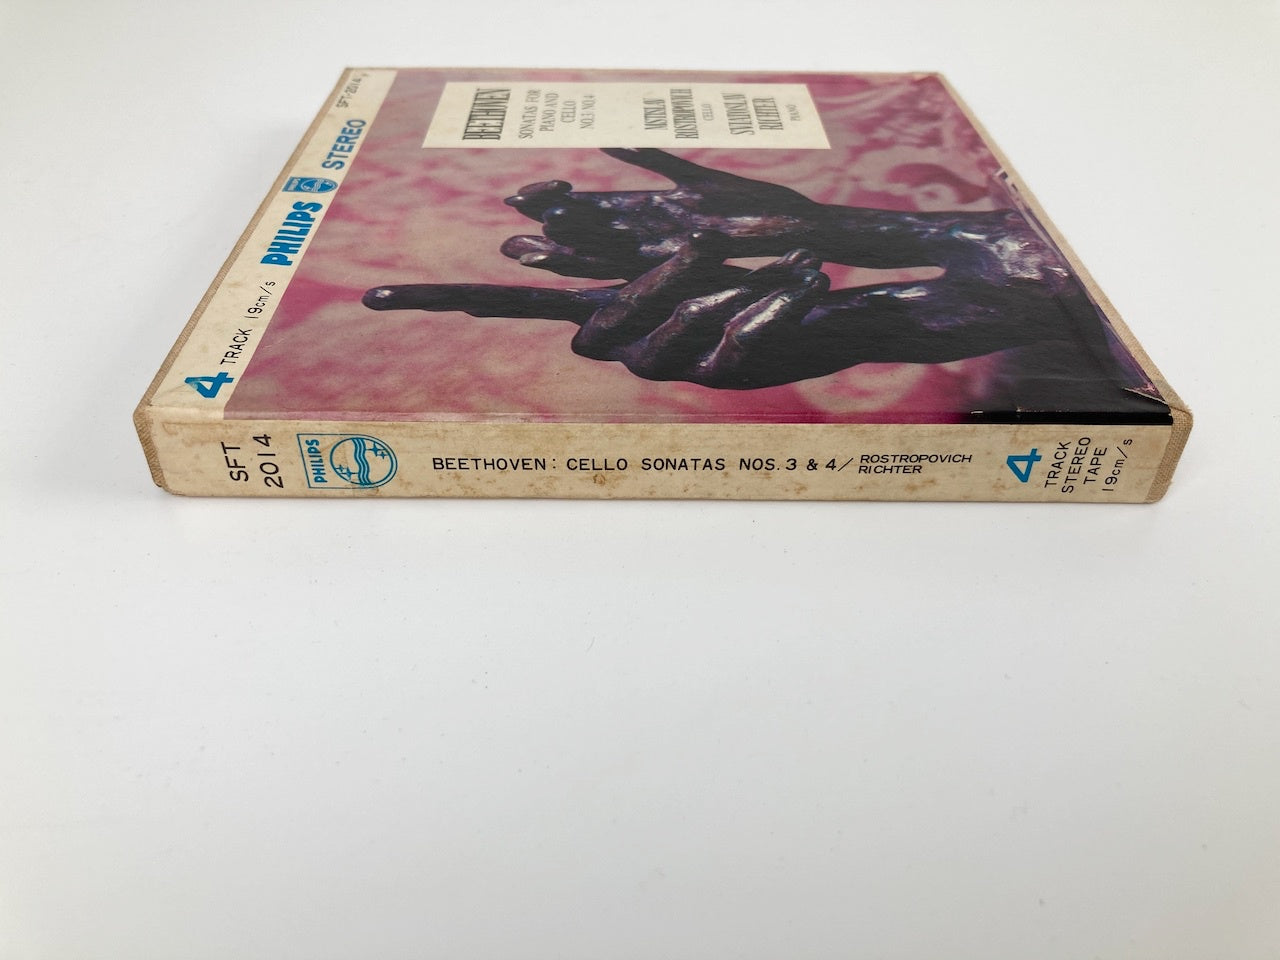 SFT-2014
PHILIPS STEREO
4 TRACK 19cm/s
BEETHOVEN
SONATAS FOR
PIANO AND
CELLO
NO.3/NO.4
MSTISLAV
ROSTROPOVICH
CELLO
SVIATOSLAV
RICHTER
PIANO
SFT
2014
PHILIPS
BEETHOVEN: CELLO SONATAS NOS. 3 & 4/ ROSTROPOVICH
RICHTER
4
TRACK
STEREO
TAPE
19cm/s